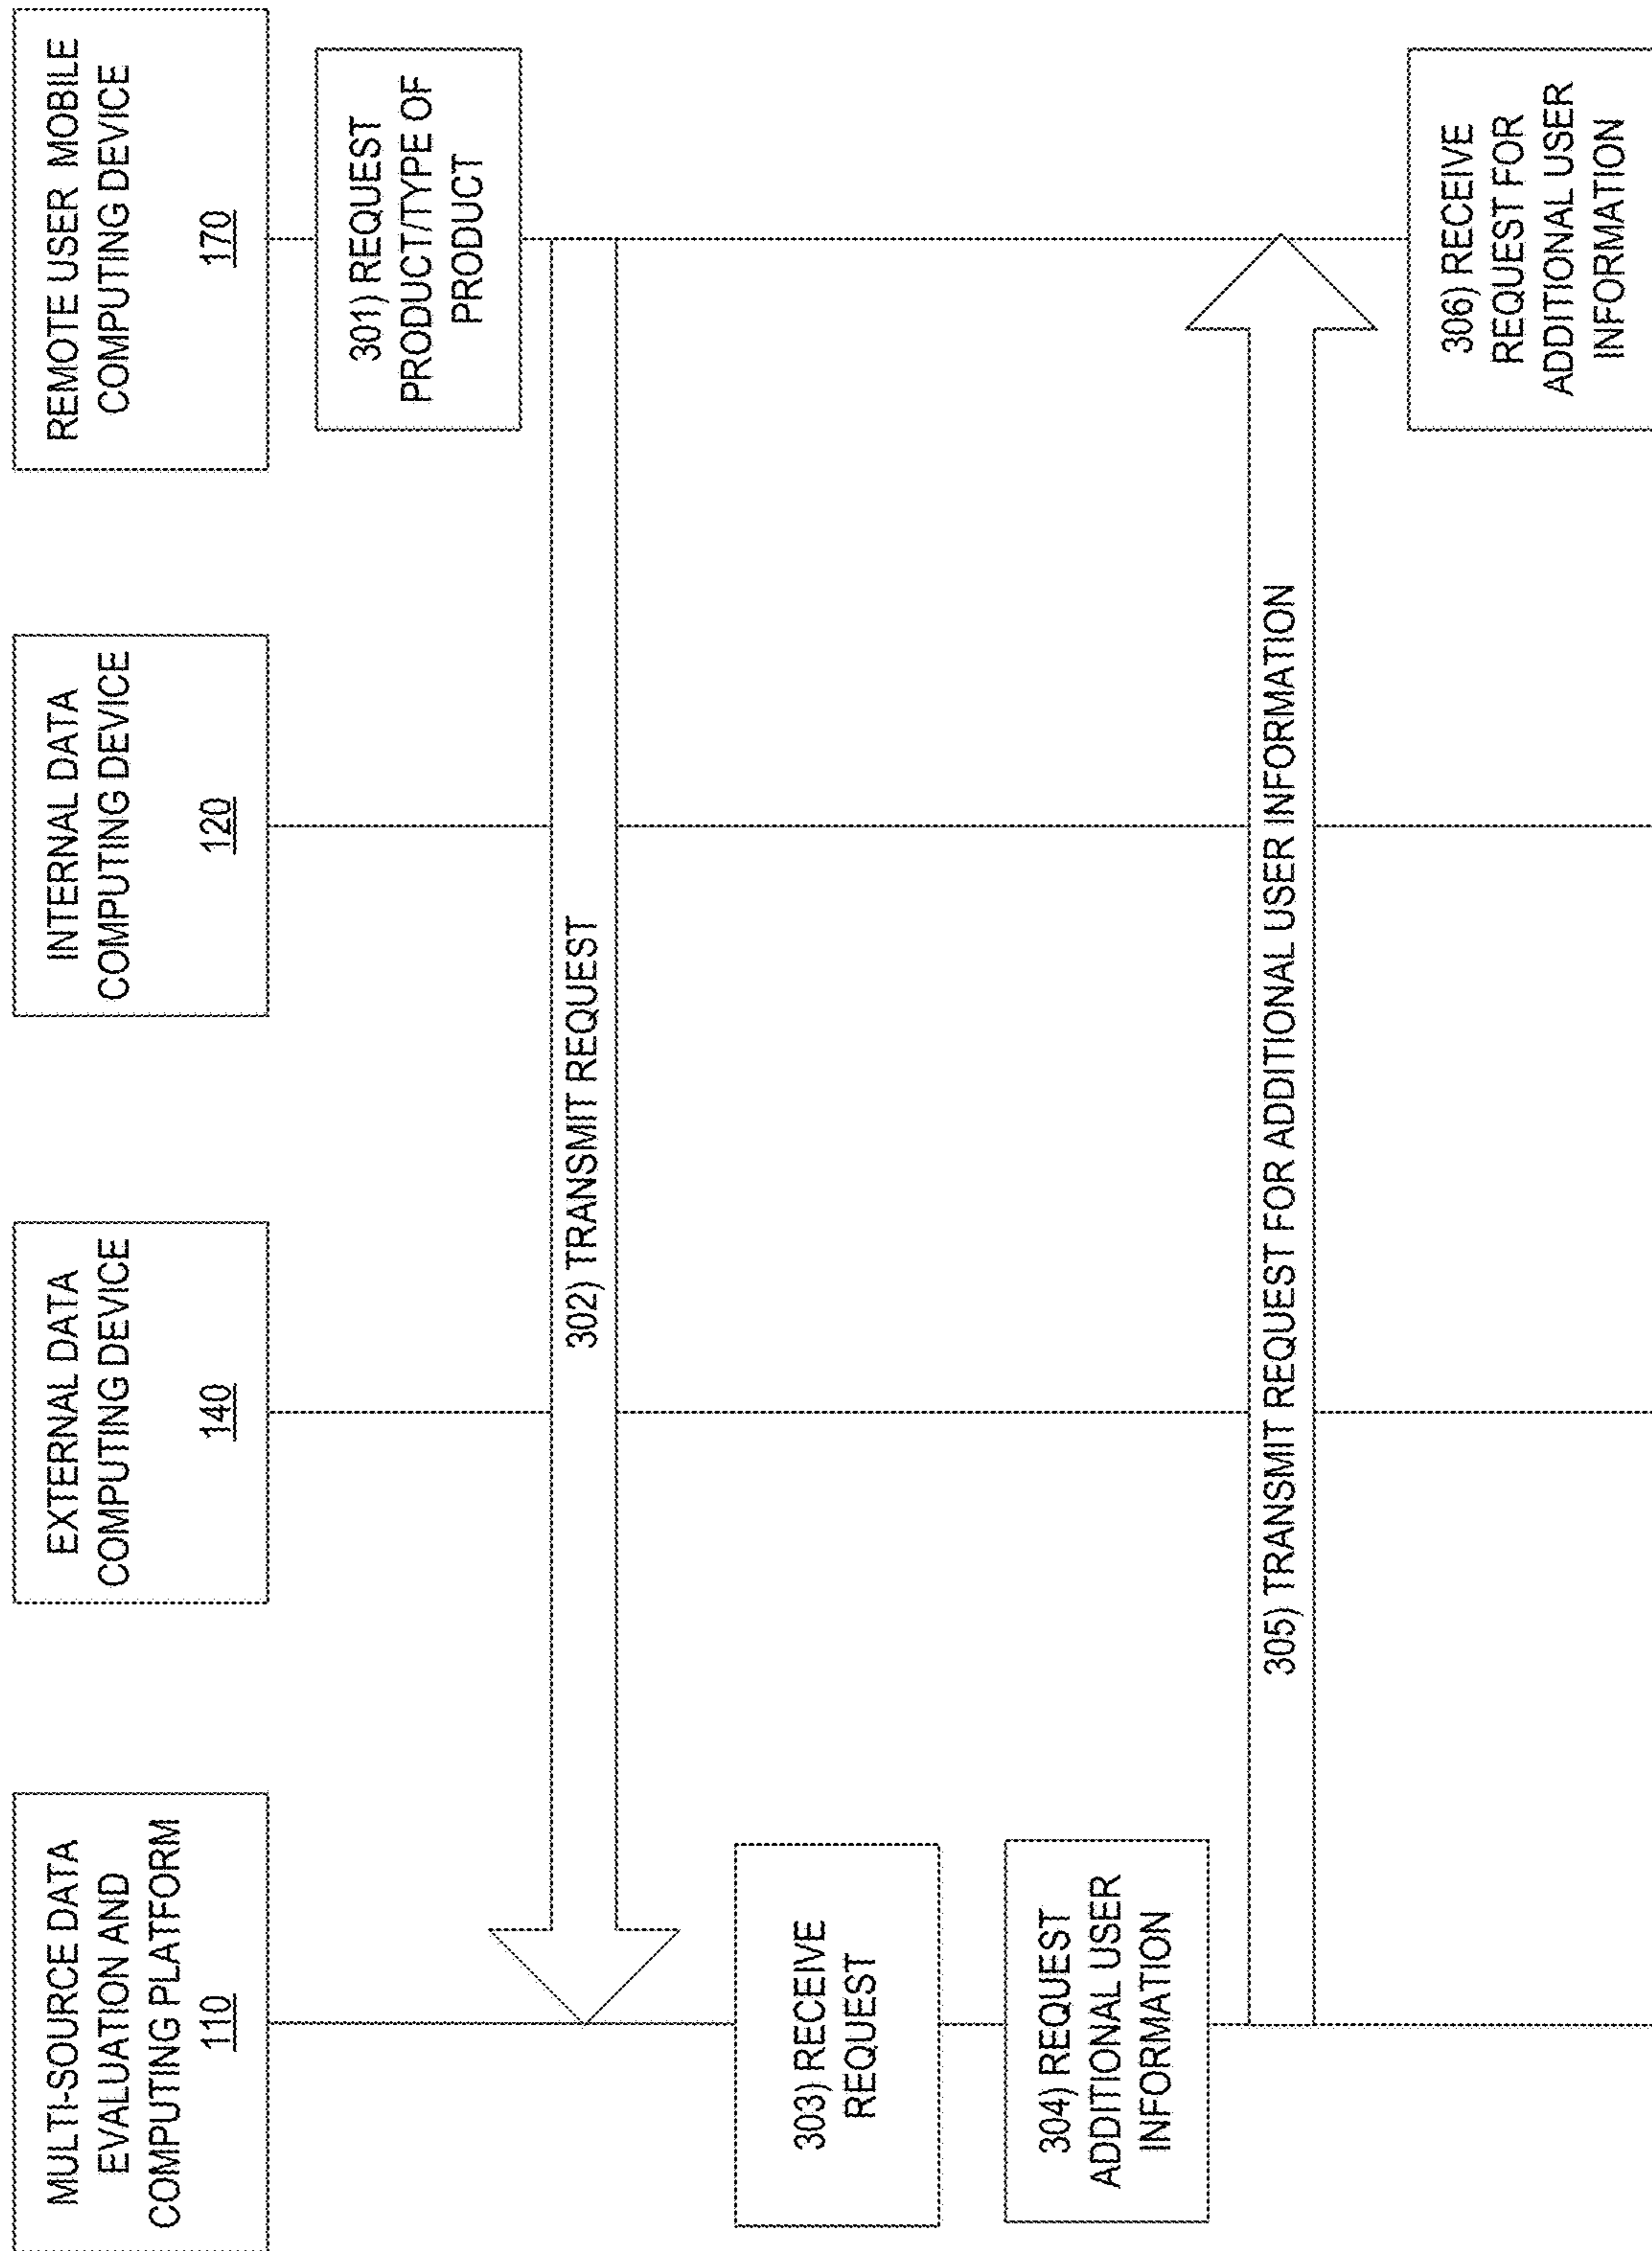 MULTI-SOURCE DATA
EVALUATION AND
COMPUTING PLATFORM
110
EXTERNAL DATA
COMPUTING DEVICE
140
INTERNAL DATA
COMPUTING DEVICE
120
REMOTE USER MOBILE
COMPUTING DEVICE
170
301) REQUEST
PRODUCT/TYPE OF
PRODUCT
302) TRANSMIT REQUEST
303) RECEIVE
REQUEST
304) REQUEST
ADDITIONAL USER
INFORMATION
305) TRANSMIT REQUEST FOR ADDITIONAL USER INFORMATION
306) RECEIVE
REQUEST FOR
ADDITIONAL USER
INFORMATION